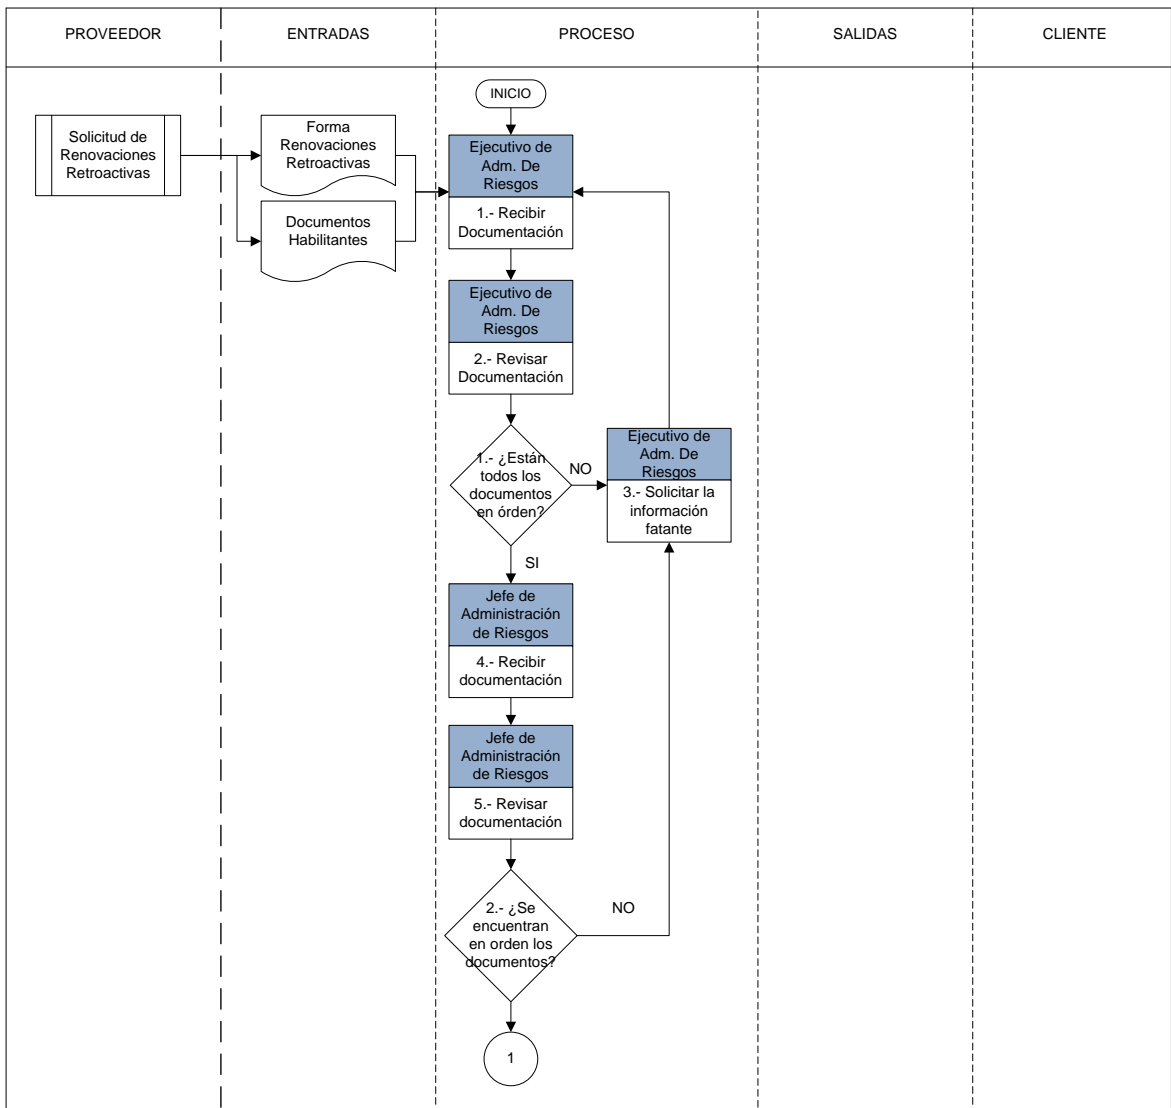 PROVEEDOR
ENTRADAS
PROCESO
SALIDAS
CLIENTE
INICIO
Solicitud de
Renovaciones
Retroactivas
Forma
Renovaciones
Retroactivas
Documentos
Habilitantes
Ejecutivo de
Adm. De
Riesgos
1.- Recibir
Documentación
Ejecutivo de
Adm. De
Riesgos
2.- Revisar
Documentación
1.- ¿Están
todos los
documentos
en órden?
NO
Ejecutivo de
Adm. De
Riesgos
3.- Solicitar la
información
fatante
SI
Jefe de
Administración
de Riesgos
4.- Recibir
documentación
Jefe de
Administración
de Riesgos
5.- Revisar
documentación
2.- ¿Se
encuentran
en orden los
documentos?
NO
1